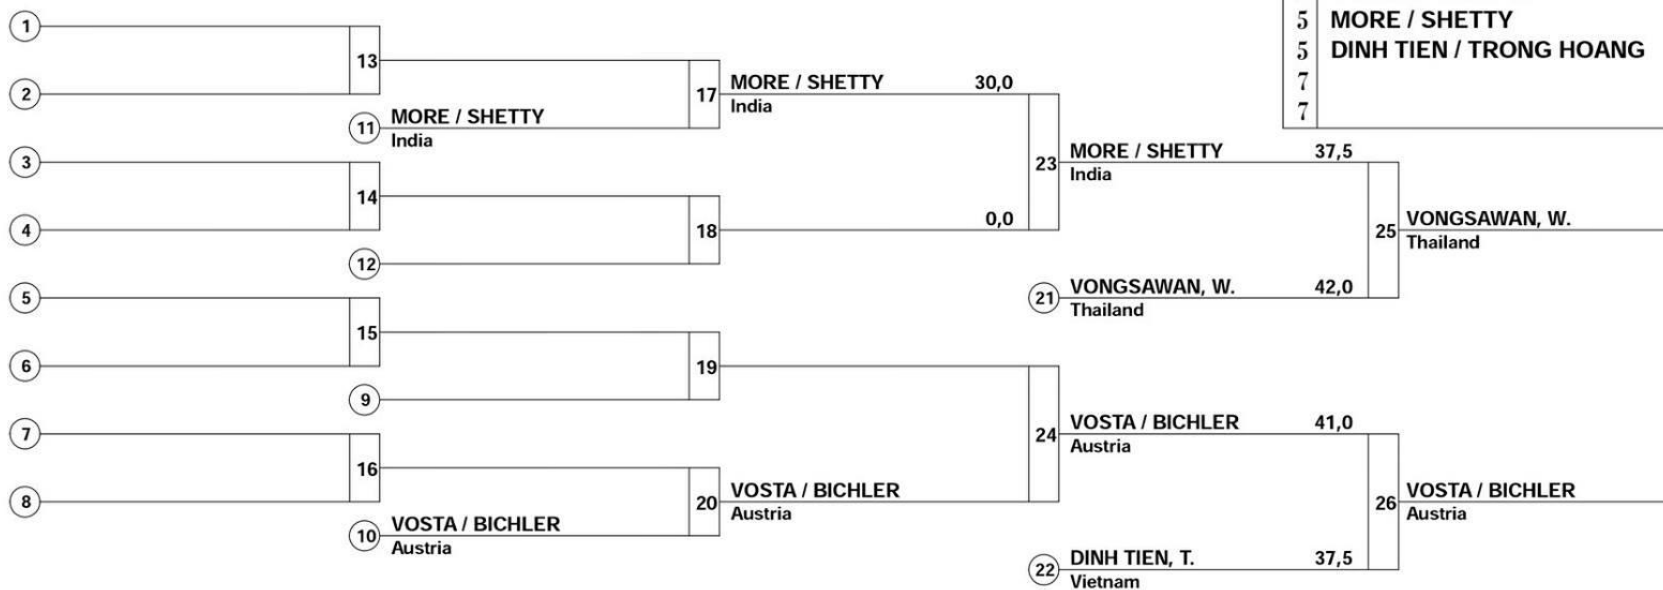 5 MORE / SHETTY
5 DINH TIEN / TRONG HOANG
7
7
1
13
2
MORE / SHETTY 30,0
17
India
11 MORE / SHETTY
India
3
14
4
MORE / SHETTY 37,5
23
India
18
0,0
12
VONGSAWAN, W.
25
Thailand
5
15
6
21 VONGSAWAN, W. 42,0
Thailand
19
9
7
16
8
24
VOSTA / BICHLER 41,0
Austria
20
VOSTA / BICHLER
Austria
10 VOSTA / BICHLER
Austria
26
VOSTA / BICHLER
Austria
22 DINH TIEN, T. 37,5
Vietnam